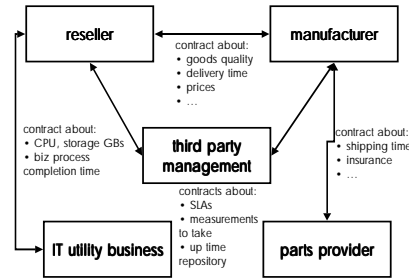 reseller
manufacturer
contract about:
• goods quality
• delivery time
• prices
• ...
contract about:
• CPU, storage GBs
• biz process
completion time
third party
management
contract about:
• shipping time
• insurance
• ...
contracts about:
• SLAs
• measurements
to take
• up time
repository
IT utility business
parts provider